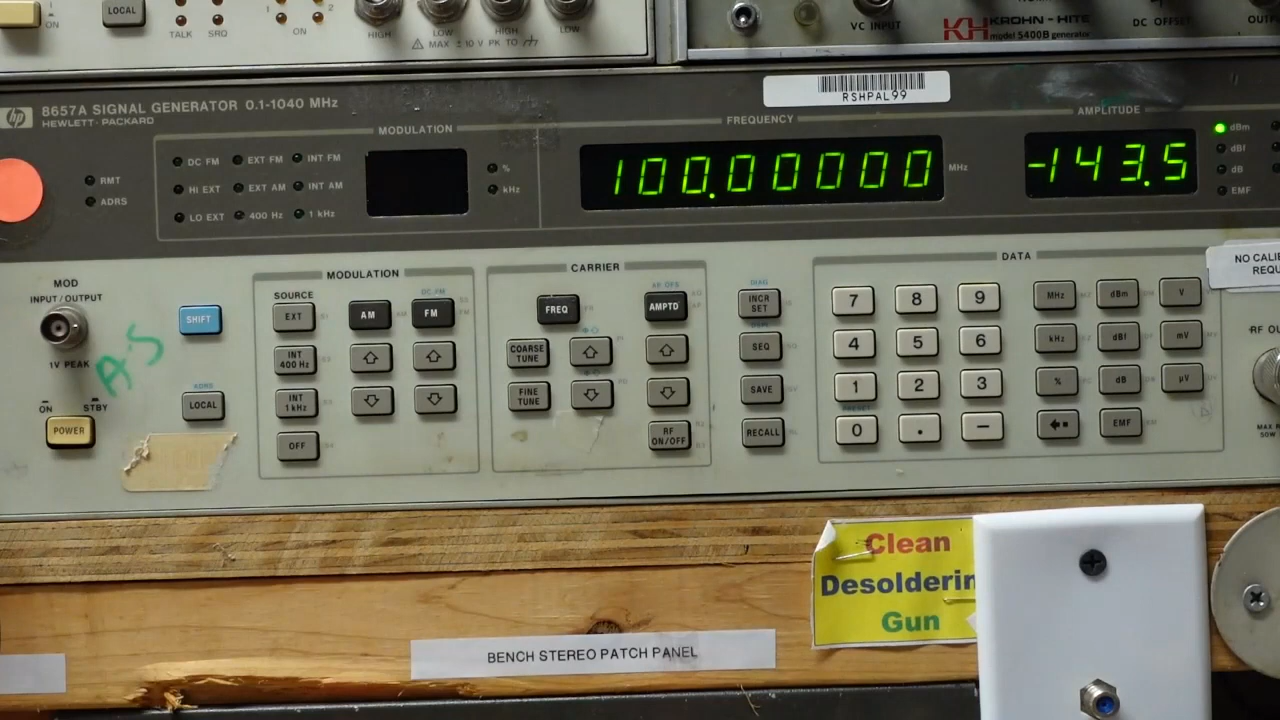 ON
LOCAL
TALK
SRQ
1
2
ON
HIGH
LOW
HIGH
LOW
MAX ± 10 V PK TO
VC INPUT
KH KROHN-HITE
model 5400B generator
DC OFFSET
RSHPAL99
hp
8657A SIGNAL GENERATOR 0.1-1040 MHz
HEWLETT-PACKARD
MODULATION
FREQUENCY
AMPLITUDE
RMT
ADRS
DC FM
EXT FM
INT FM
HI EXT
EXT AM
INT AM
LO EXT
400 Hz
1 kHz
%
kHz
100.00000
MHz
-143.5
dBm
dBf
dB
EMF
MOD
INPUT/OUTPUT
1V PEAK
A.S
ON
STBY
POWER
SHIFT
ADRS
LOCAL
MODULATION
SOURCE
EXT
INT
400 Hz
INT
1 kHz
OFF
AM
DC FM
FM
CARRIER
FREQ
COARSE
TUNE
FINE
TUNE
AMPTD
RF
ON/OFF
DIAG
INCR
SET
SEQ
SAVE
RECALL
DATA
7
8
9
MHz
dBm
V
4
5
6
kHz
dBf
mV
1
2
3
%
dB
µV
0
.
−
EMF
NO CALI
REQU
RF OU
50W
Clean
Desolderin
Gun
BENCH STEREO PATCH PANEL